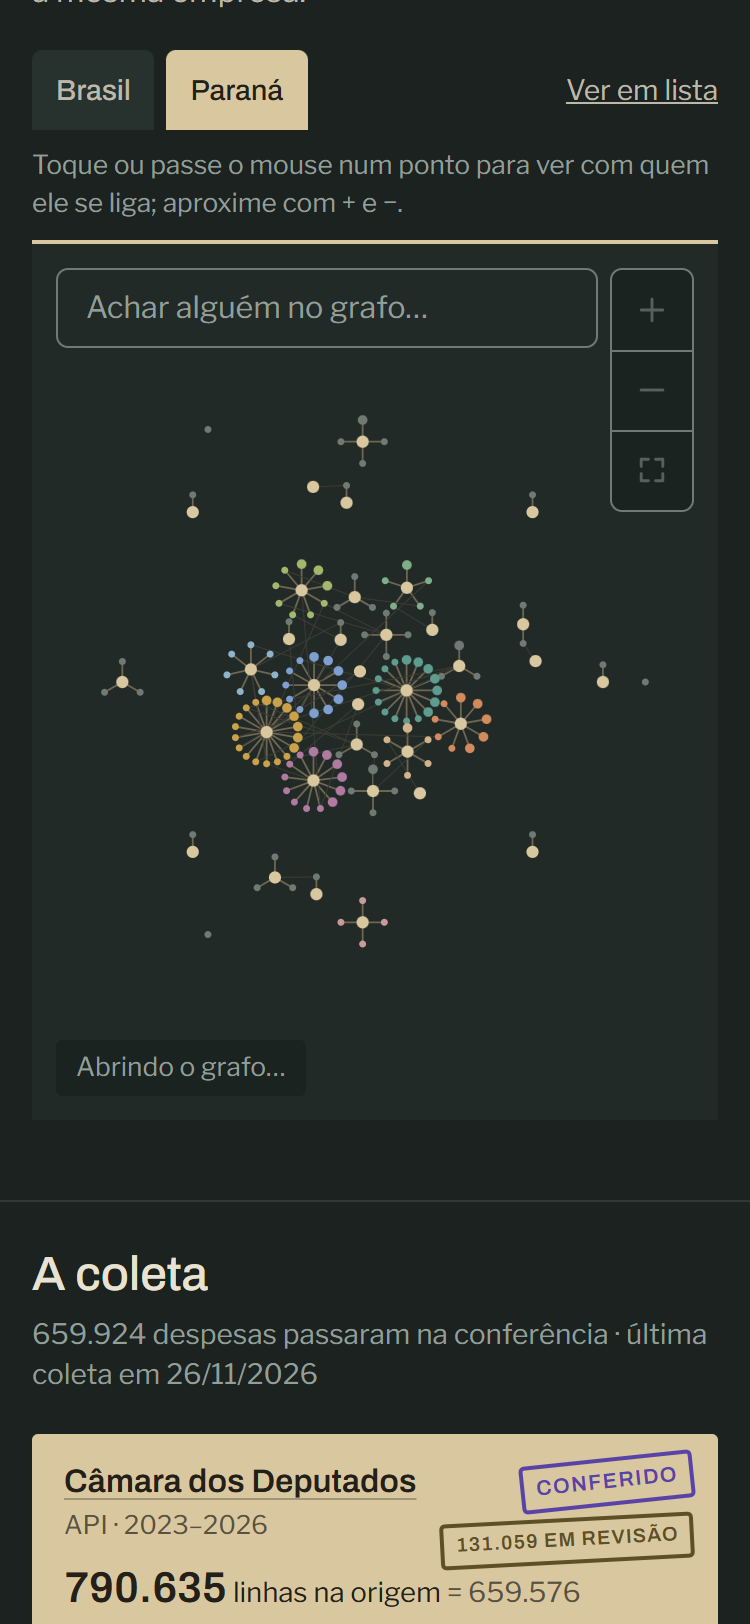 Brasil
Paraná
Ver em lista
Toque ou passe o mouse num ponto para ver com quem
ele se liga; aproxime com + e −.
Achar alguém no grafo...
+
−
Abrindo o grafo...
A coleta
659.924 despesas passaram na conferência · última
coleta em 26/11/2026
Câmara dos Deputados
CONFERIDO
API · 2023–2026
131.059 EM REVISÃO
790.635 linhas na origem = 659.576